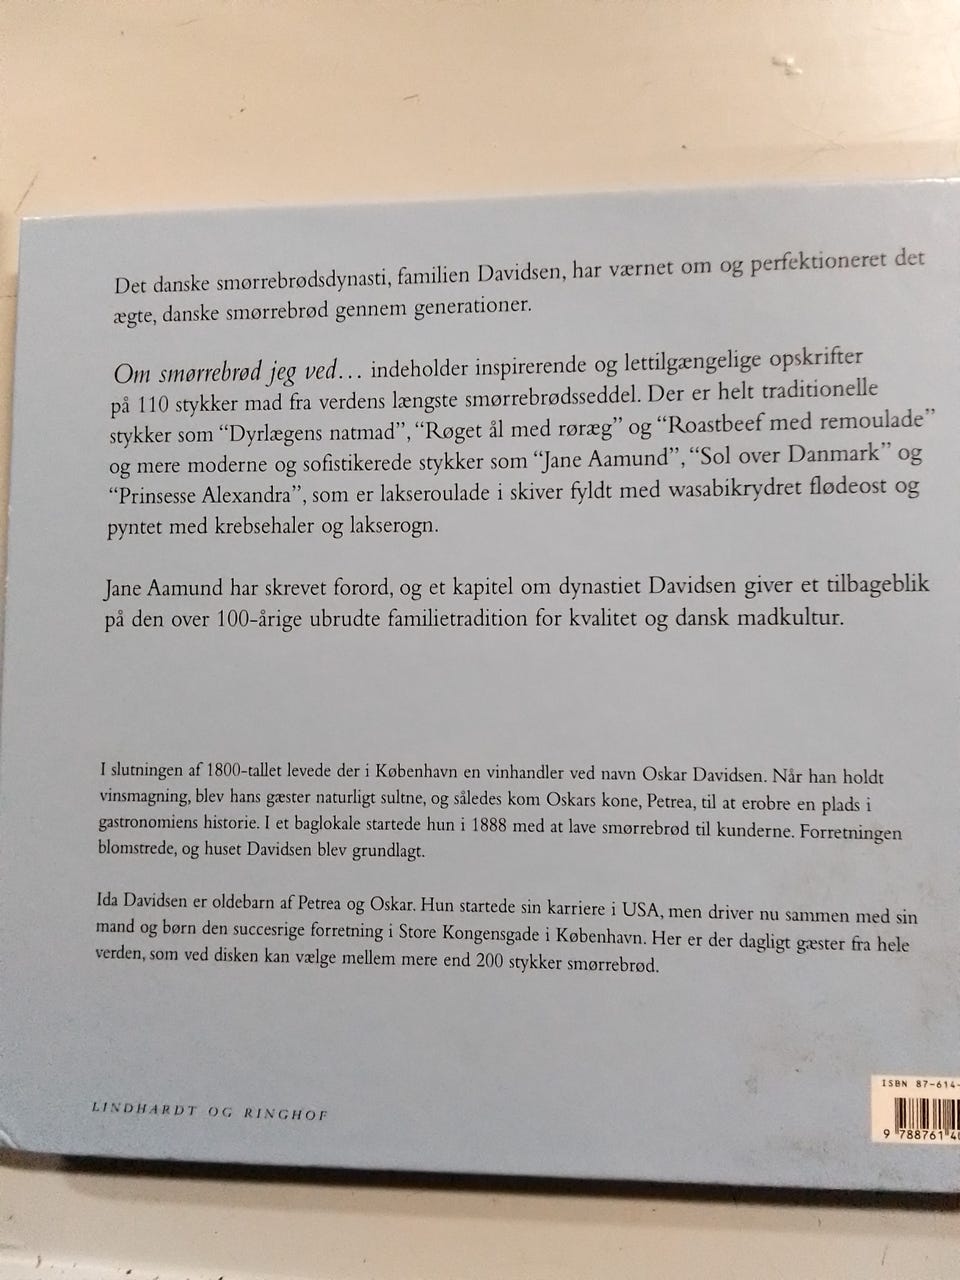 Det danske smørrebrødsdynasti, familien Davidsen, har værnet om og perfektioneret det
ægte, danske smørrebrød gennem generationer.
Om smørrebrød jeg ved... indeholder inspirerende og lettilgængelige opskrifter
på 110 stykker mad fra verdens længste smørrebrødsseddel. Der er helt traditionelle
stykker som “Dyrlægens natmad”, “Røget ål med røræg” og “Roastbeef med remoulade”
og mere moderne og sofistikerede stykker som “Jane Aamund”, “Sol over Danmark” og
“Prinsesse Alexandra”, som er lakseroulade i skiver fyldt med wasabikrydret flødeost og
pyntet med krebsehaler og lakserogn.
Jane Aamund har skrevet forord, og et kapitel om dynastiet Davidsen giver et tilbageblik
på den over 100-årige ubrudte familietradition for kvalitet og dansk madkultur.
I slutningen af 1800-tallet levede der i København en vinhandler ved navn Oskar Davidsen. Når han holdt
vinsmagning, blev hans gæster naturligt sultne, og således kom Oskars kone, Petrea, til at erobre en plads i
gastronomiens historie. I et baglokale startede hun i 1888 med at lave smørrebrød til kunderne. Forretningen
blomstrede, og huset Davidsen blev grundlagt.
Ida Davidsen er oldebarn af Petrea og Oskar. Hun startede sin karriere i USA, men driver nu sammen med sin
mand og børn den succesrige forretning i Store Kongensgade i København. Her er der dagligt gæster fra hele
verden, som ved disken kan vælge mellem mere end 200 stykker smørrebrød.
LINDHARDT OG RINGHOF
ISBN 87-614-
9 788761 4